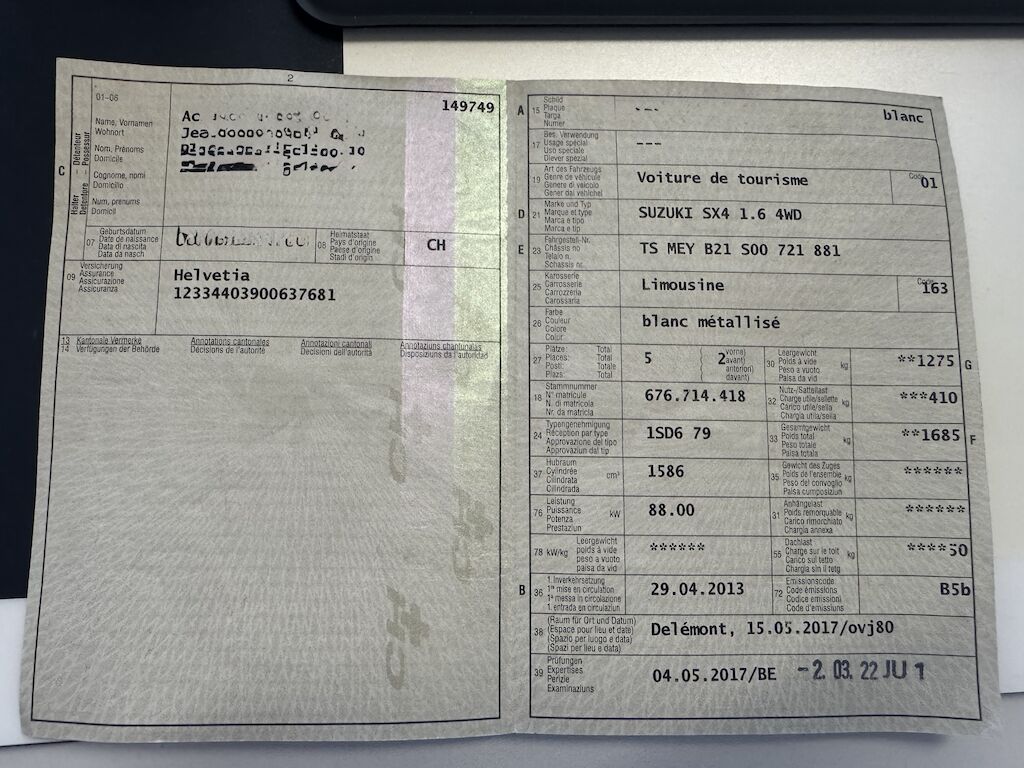 2
C
Halter – Détenteur
Detentore – Possessur
01-06
Name, Vornamen
Wohnort
Nom, Prénoms
Domicile
Cognome, nomi
Domicilio
Num, prenums
Domicil
149749
07
Geburtsdatum
Date de naissance
Data di nascita
Data da nasch
08
Heimatstaat
Pays d'origine
Paese d'origine
Stadi d'origin
CH
09
Versicherung
Assurance
Assicurazione
Assicuranza
Helvetia
12334403900637681
13 Kantonale Vermerke
14 Verfügungen der Behörde
Annotations cantonales
Décisions de l'autorité
Annotazioni cantonali
Decisioni dell'autorità
Annotaziuns chantunalas
Disposiziuns da l'autoritad
A
15
Schild
Plaque
Targa
Numer
---
blanc
17
Bes. Verwendung
Usage spécial
Uso speciale
Diever spezial
---
19
Art des Fahrzeugs
Genre de véhicule
Genere di veicolo
Gener dal vehichel
Voiture de tourisme
Code
01
D
21
Marke und Typ
Marque et type
Marca e tipo
Marca e tip
SUZUKI SX4 1.6 4WD
E
23
Fahrgestell-Nr.
Châssis no
Telaio n.
Schassis nr.
TS MEY B21 S00 721 881
25
Karosserie
Carrosserie
Carrozzeria
Carossaria
Limousine
Code
163
26
Farbe
Couleur
Colore
Colur
blanc métallisé
27
Plätze: Total
Places: Total
Posti: Totale
Plazs: Total
5
2
vorne)
avant)
anteriori)
davant)
30
Leergewicht
Poids à vide
Peso a vuoto
Paisa da vid
kg
**1275
G
18
Stammnummer
N° matricule
N. di matricola
Nr. da matricla
676.714.418
32
Nutz-/Sattellast
Charge utile/sellette
Carico utile/sella
Chargia utila/sella
kg
***410
24
Typengenehmigung
Réception par type
Approvazione del tipo
Approvaziun dal tip
1SD6 79
33
Gesamtgewicht
Poids total
Peso totale
Paisa totala
kg
**1685
F
37
Hubraum
Cylindrée
Cilindrata
Cilindrada
cm³
1586
35
Gewicht des Zuges
Poids de l'ensemble
Peso del convoglio
Paisa cumposiziun
kg
******
76
Leistung
Puissance
Potenza
Prestaziun
kW
88.00
31
Anhängelast
Poids remorquable
Carico rimorchiato
Chargia annexa
kg
******
78 kW/kg
Leergewicht
poids à vide
peso a vuoto
paisa da vid
******
55
Dachlast
Charge sur le toit
Carico sul tetto
Chargia sin il tetg
kg
****50
B
36
1. Inverkehrsetzung
1re mise en circulation
1a messa in circolazione
1. entrada en circulaziun
29.04.2013
72
Emissionscode
Code émissions
Codice emissioni
Code d'emissiuns
B5b
38
(Raum für Ort und Datum)
(Espace pour lieu et date)
(Spazio per luogo e data)
(Spazi per lieu e data)
Delémont, 15.05.2017/ovj80
39
Prüfungen
Expertises
Perizie
Examinaziuns
04.05.2017/BE
-2. 03. 22 JU 1